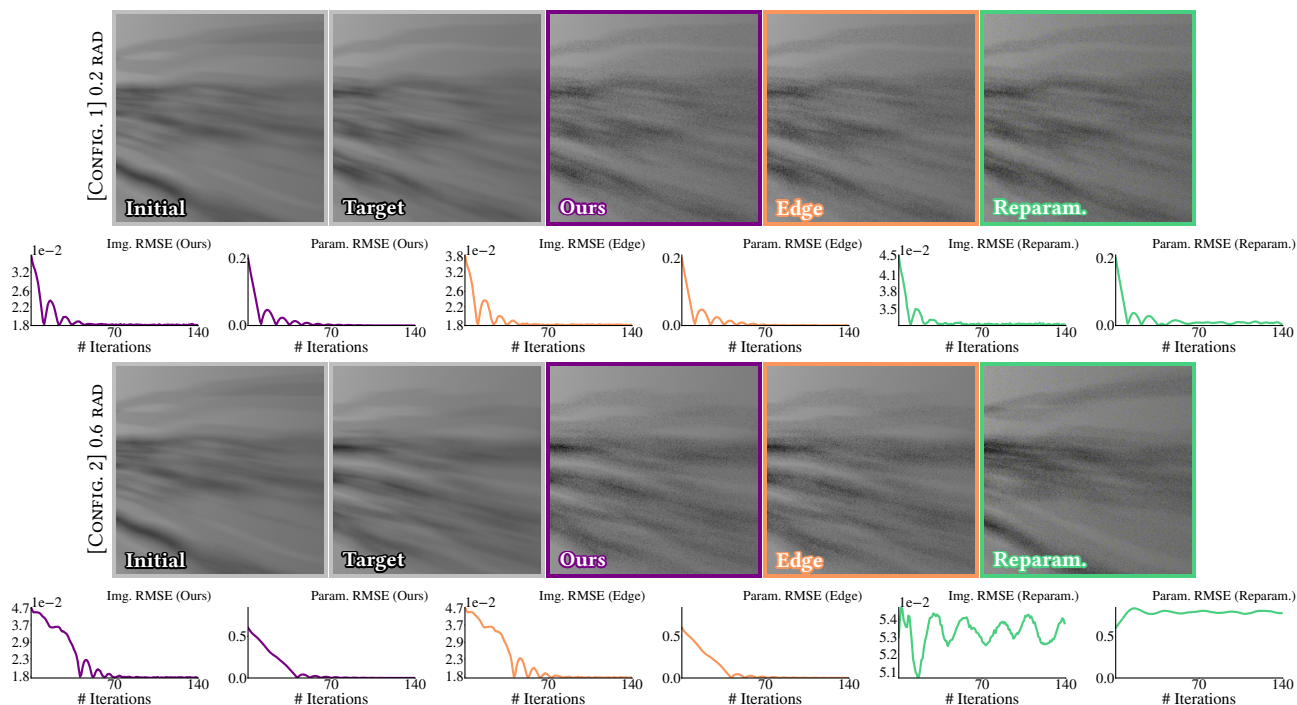 [Config. 1] 0.2 rad
Initial
Target
Ours
Edge
Reparam.
Img. RMSE (Ours)
1e−2
3.2
2.6
2.2
1.8
70
140
# Iterations
Param. RMSE (Ours)
0.2
0.0
70
140
# Iterations
Img. RMSE (Edge)
1e−2
3.8
3.2
2.6
2.2
1.8
70
140
# Iterations
Param. RMSE (Edge)
0.2
0.0
70
140
# Iterations
Img. RMSE (Reparam.)
1e−2
4.5
4.1
3.8
3.5
70
140
# Iterations
Param. RMSE (Reparam.)
0.2
0.0
70
140
# Iterations
[Config. 2] 0.6 rad
Initial
Target
Ours
Edge
Reparam.
Img. RMSE (Ours)
1e−2
4.7
3.7
2.9
2.3
1.8
70
140
# Iterations
Param. RMSE (Ours)
0.5
0.0
70
140
# Iterations
Img. RMSE (Edge)
1e−2
4.7
3.7
2.9
2.3
1.8
70
140
# Iterations
Param. RMSE (Edge)
0.5
0.0
70
140
# Iterations
Img. RMSE (Reparam.)
1e−2
5.4
5.3
5.2
5.1
70
140
# Iterations
Param. RMSE (Reparam.)
0.5
0.0
70
140
# Iterations